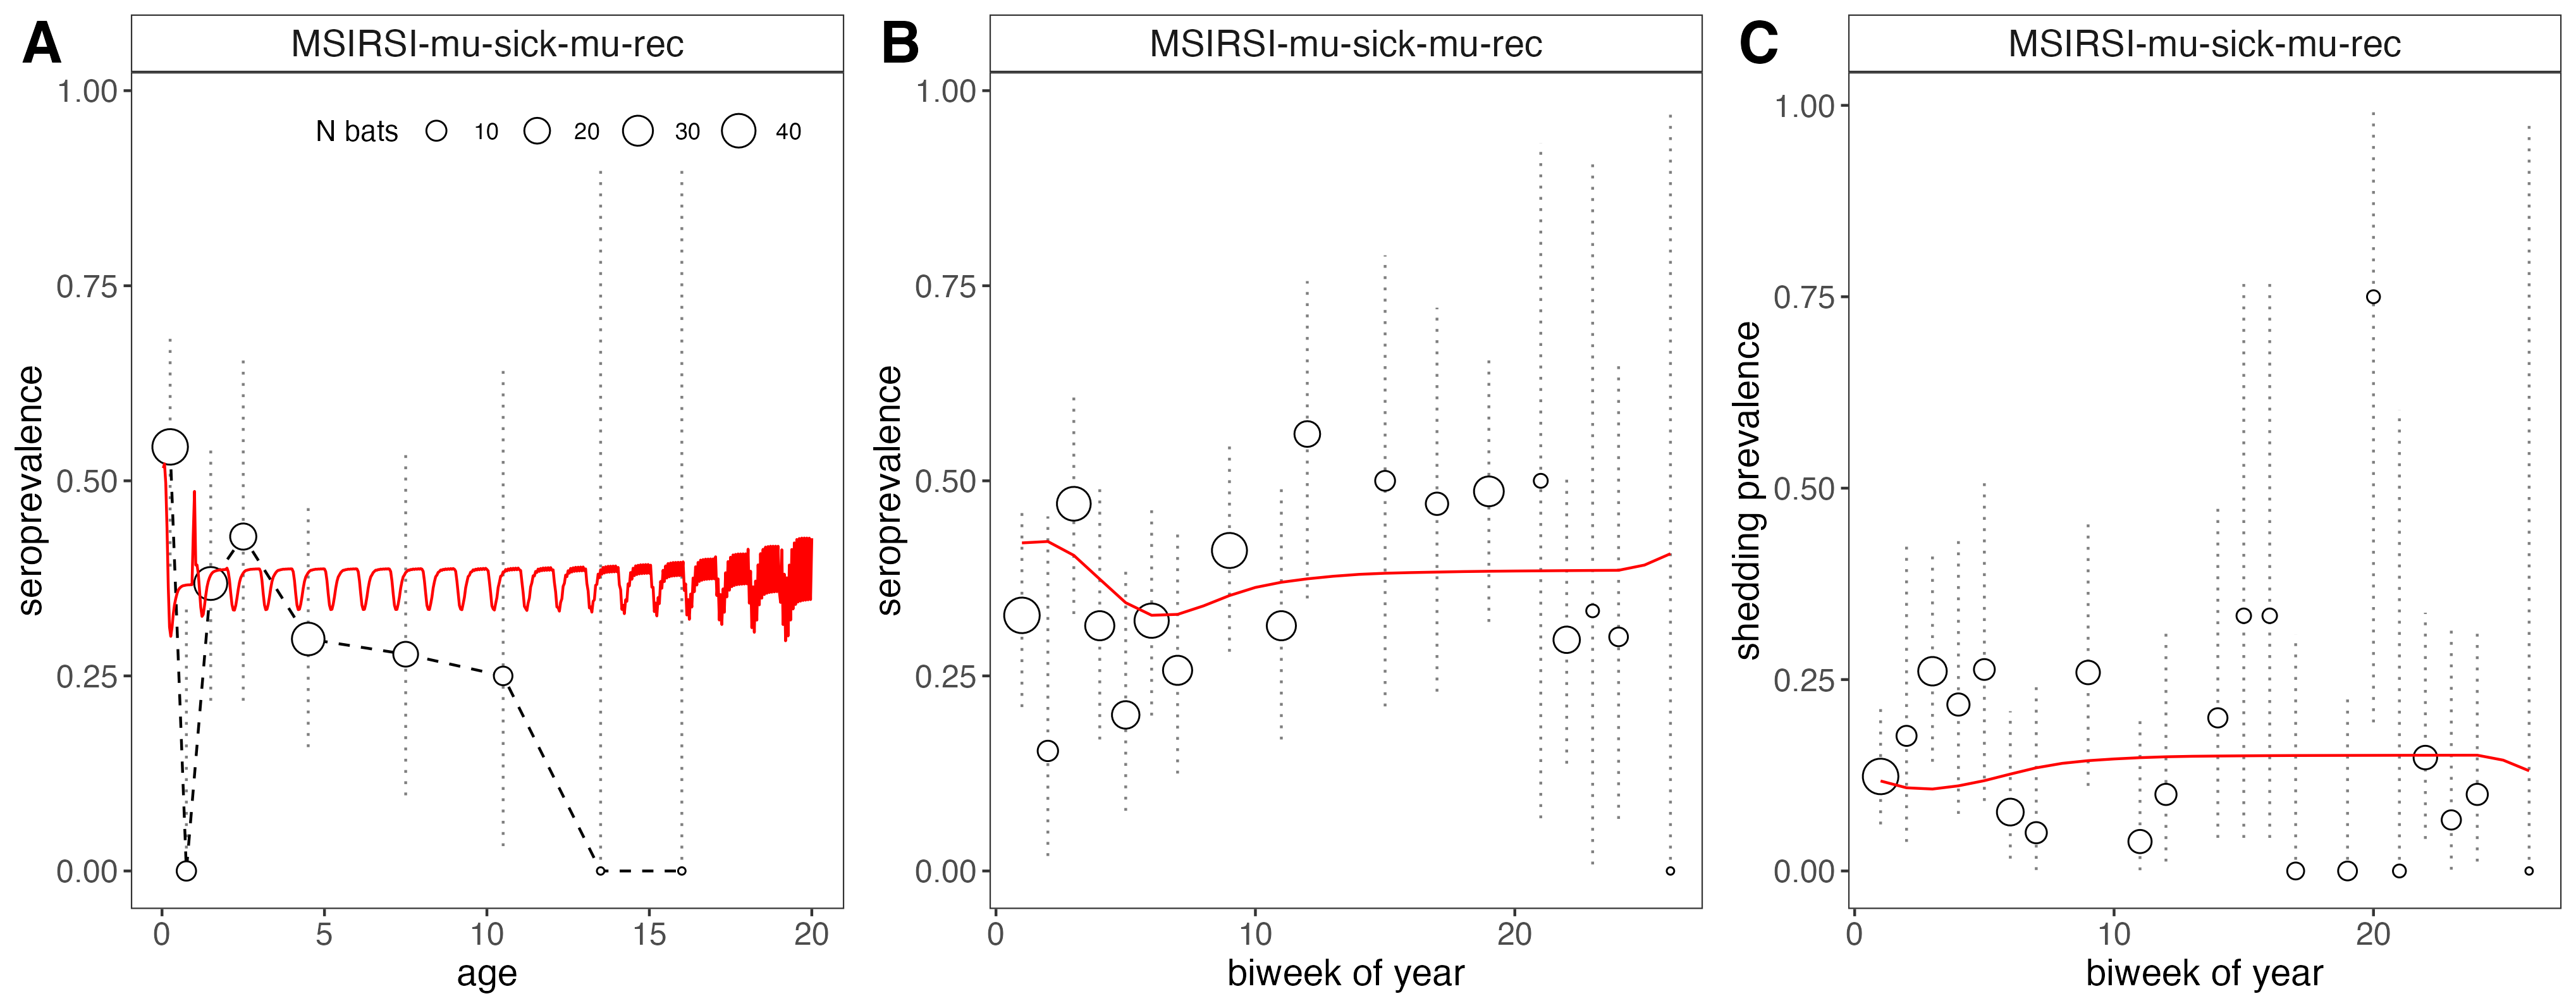 A
MSIRSI-mu-sick-mu-rec
N bats 10 20 30 40
1.00
0.75
0.50
0.25
0.00
seroprevalence
0 5 10 15 20
age
B
MSIRSI-mu-sick-mu-rec
1.00
0.75
0.50
0.25
0.00
seroprevalence
0 10 20
biweek of year
C
MSIRSI-mu-sick-mu-rec
1.00
0.75
0.50
0.25
0.00
shedding prevalence
0 10 20
biweek of year